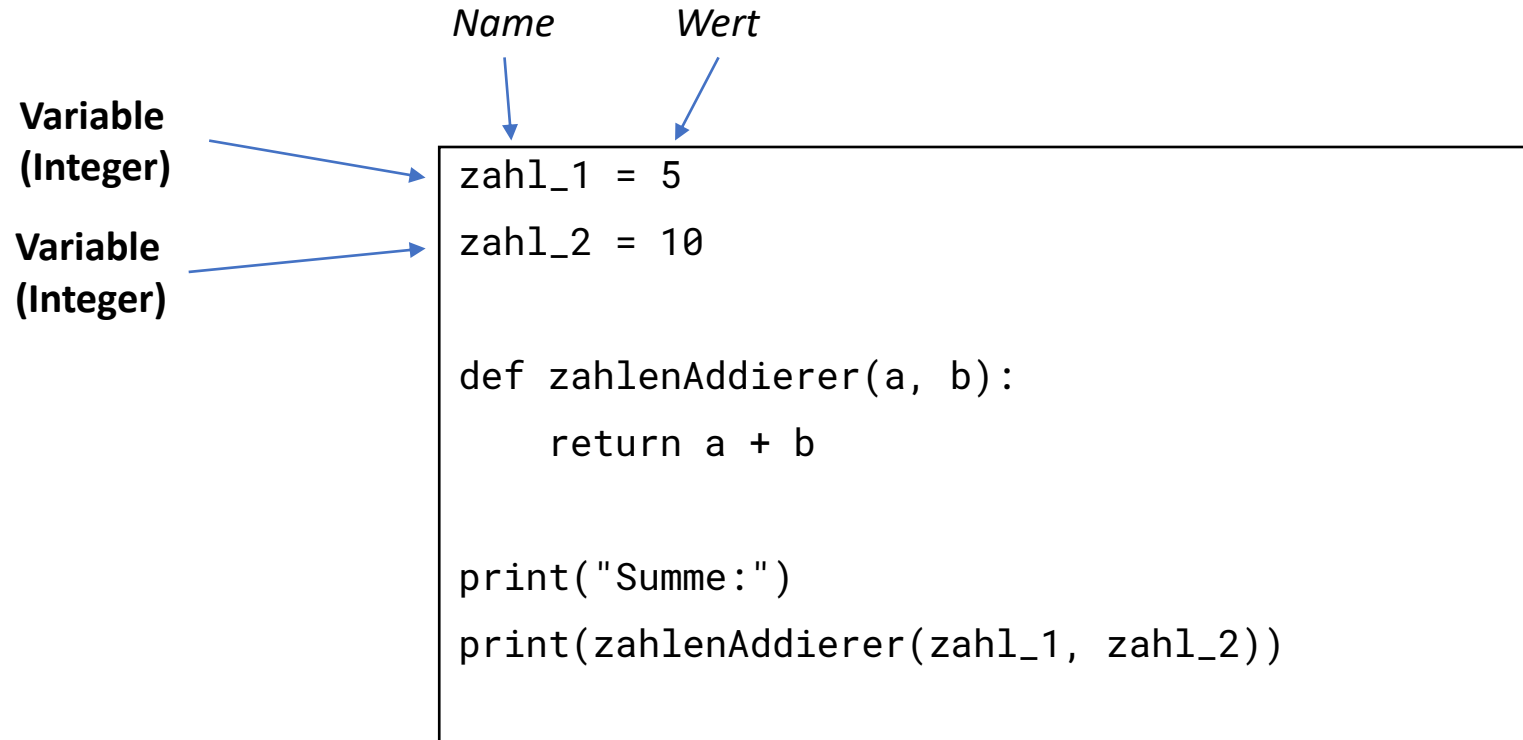 Name Wert
Variable
(Integer)
Variable
(Integer)
zahl_1 = 5
zahl_2 = 10
def zahlenAddierer(a, b):
    return a + b
print("Summe:")
print(zahlenAddierer(zahl_1, zahl_2))